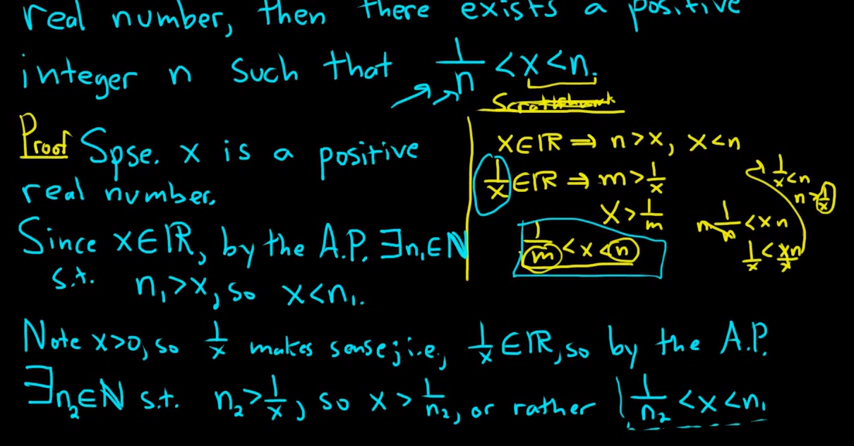 real number, then there exists a positive
integer n such that 1/n < x < n.
Proof Spse. x is a positive
real number.
Since x∈ℝ, by the A.P. ∃n₁∈ℕ
s.t. n₁>x, so x<n₁.
x∈ℝ ⇒ n>x, x<n
1/x ∈ℝ ⇒ m>1/x
x>1/m
1/m < x < n
1/x < n
n > 1/x
1/n < xn
1/x < xn/x
Note x>0, so 1/x makes sense; i.e, 1/x ∈ℝ, so by the A.P.
∃n₂∈ℕ s.t. n₂>1/x, so x>1/n₂, or rather 1/n₂ < x < n₁